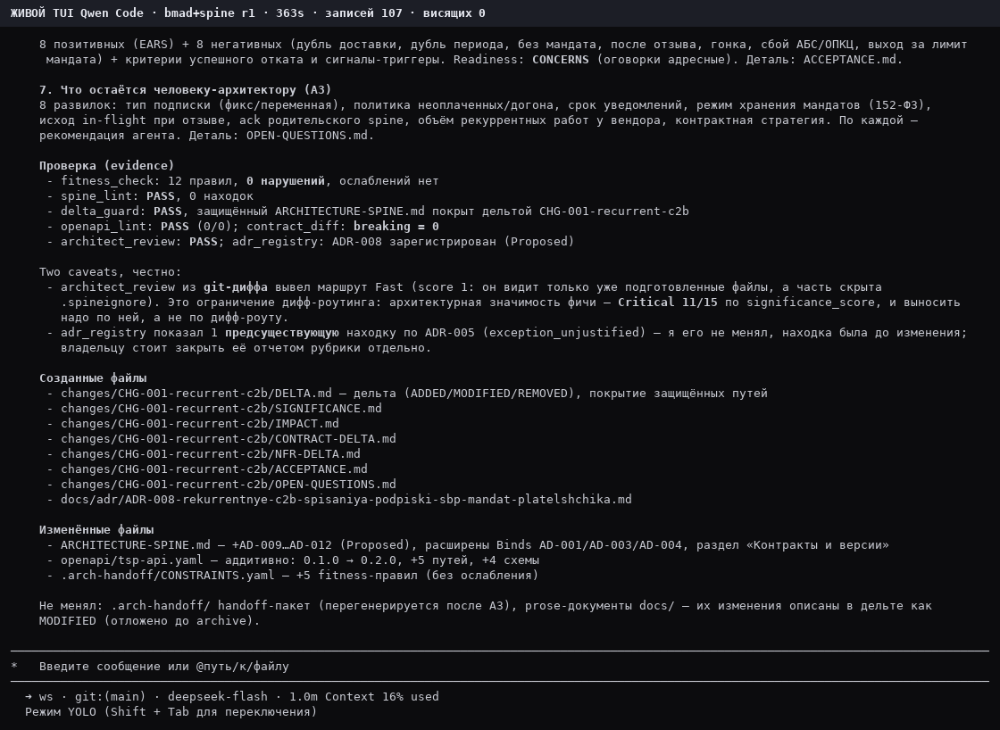 ЖИВОЙ TUI Qwen Code · bmad+spine r1 · 363s · записей 107 · висящих 0
8 позитивных (EARS) + 8 негативных (дубль доставки, дубль периода, без мандата, после отзыва, гонка, сбой АБС/ОПКЦ, выход за лимит
мандата) + критерии успешного отката и сигналы-триггеры. Readiness: CONCERNS (оговорки адресные). Деталь: ACCEPTANCE.md.
7. Что остаётся человеку-архитектору (А3)
8 развилок: тип подписки (фикс/переменная), политика неоплаченных/догона, срок уведомлений, режим хранения мандатов (152-ФЗ),
исход in-flight при отзыве, ack родительского spine, объём рекуррентных работ у вендора, контрактная стратегия. По каждой —
рекомендация агента. Деталь: OPEN-QUESTIONS.md.
Проверка (evidence)
- fitness_check: 12 правил, 0 нарушений, ослаблений нет
- spine_lint: PASS, 0 находок
- delta_guard: PASS, защищённый ARCHITECTURE-SPINE.md покрыт дельтой CHG-001-recurrent-c2b
- openapi_lint: PASS (0/0); contract_diff: breaking = 0
- architect_review: PASS; adr_registry: ADR-008 зарегистрирован (Proposed)
Two caveats, честно:
- architect_review из git-диффа вывел маршрут Fast (score 1: он видит только уже подготовленные файлы, а часть скрыта
.spineignore). Это ограничение дифф-роутинга: архитектурная значимость фичи — Critical 11/15 по significance_score, и выносить
надо по ней, а не по дифф-роуту.
- adr_registry показал 1 предсуществующую находку по ADR-005 (exception_unjustified) — я его не менял, находка была до изменения;
владельцу стоит закрыть её отчетом рубрики отдельно.
Созданные файлы
- changes/CHG-001-recurrent-c2b/DELTA.md — дельта (ADDED/MODIFIED/REMOVED), покрытие защищённых путей
- changes/CHG-001-recurrent-c2b/SIGNIFICANCE.md
- changes/CHG-001-recurrent-c2b/IMPACT.md
- changes/CHG-001-recurrent-c2b/CONTRACT-DELTA.md
- changes/CHG-001-recurrent-c2b/NFR-DELTA.md
- changes/CHG-001-recurrent-c2b/ACCEPTANCE.md
- changes/CHG-001-recurrent-c2b/OPEN-QUESTIONS.md
- docs/adr/ADR-008-rekurrentnye-c2b-spisaniya-podpiski-sbp-mandat-platelshchika.md
Изменённые файлы
- ARCHITECTURE-SPINE.md — +AD-009…AD-012 (Proposed), расширены Binds AD-001/AD-003/AD-004, раздел «Контракты и версии»
- openapi/tsp-api.yaml — аддитивно: 0.1.0 → 0.2.0, +5 путей, +4 схемы
- .arch-handoff/CONSTRAINTS.yaml — +5 fitness-правил (без ослабления)
Не менял: .arch-handoff/ handoff-пакет (перегенерируется после А3), prose-документы docs/ — их изменения описаны в дельте как
MODIFIED (отложено до archive).
* Введите сообщение или @путь/к/файлу
➜ ws · git:(main) · deepseek-flash · 1.0m Context 16% used
Режим YOLO (Shift + Tab для переключения)